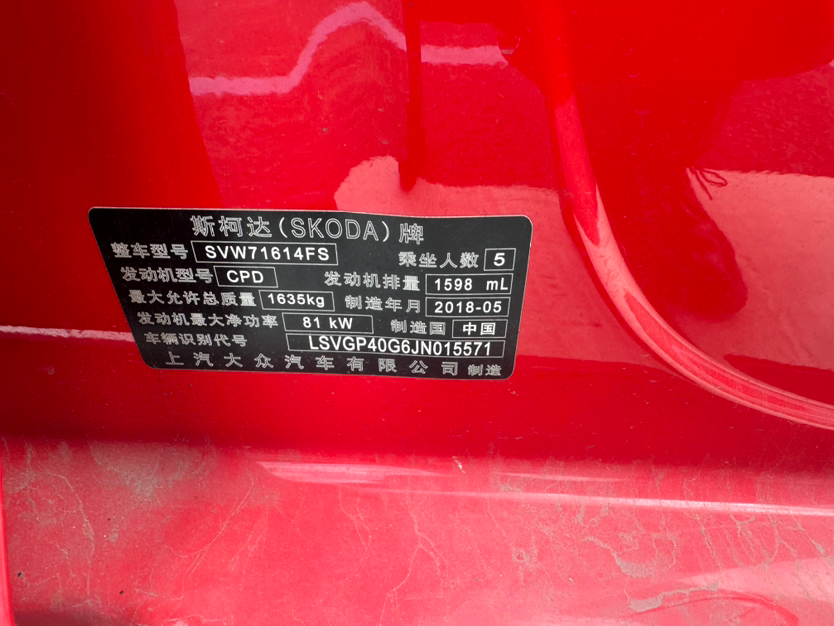 斯柯达(SKODA)牌
整车型号 SVW71614FS 乘坐人数 5
发动机型号 CPD 发动机排量 1598 mL
最大允许总质量 1635kg 制造年月 2018-05
发动机最大净功率 81 kW 制造国 中国
车辆识别代号 LSVGP40G6JN015571
上汽大众汽车有限公司 制造